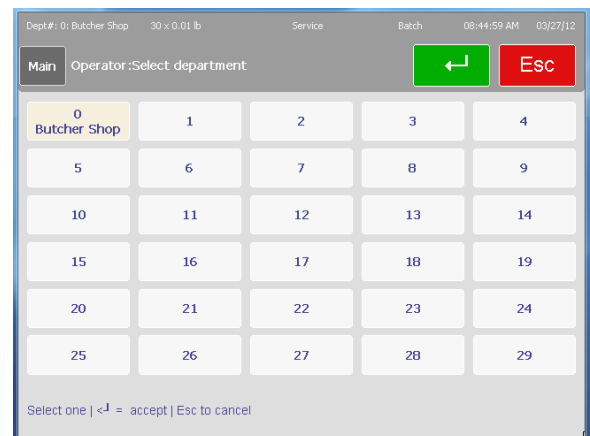 Dept#: 0: Butcher Shop 30 x 0.01 lb Service Batch 08:44:59 AM 03/27/12
Main Operator:Select department ↵ Esc
0
Butcher Shop 1 2 3 4
5 6 7 8 9
10 11 12 13 14
15 16 17 18 19
20 21 22 23 24
25 26 27 28 29
Select one | <┘ = accept | Esc to cancel